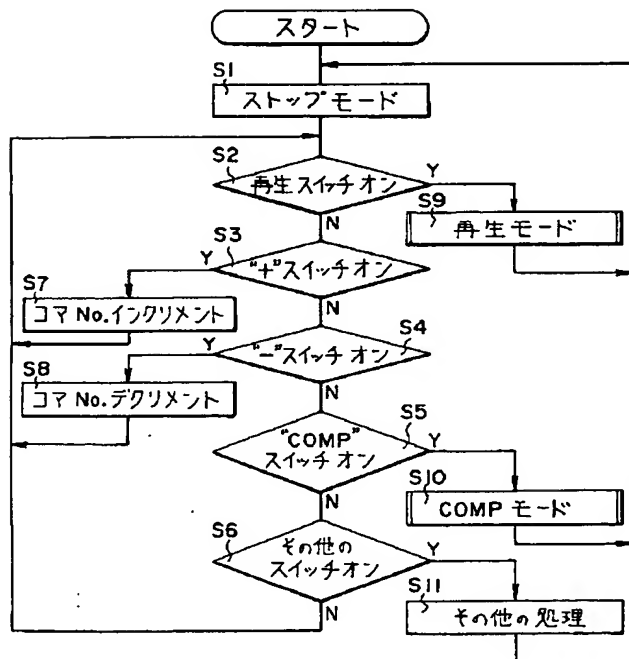 スタート
S1
ストップモード
S2
再生スイッチオン
Y
N
S9
再生モード
S3
"+"スイッチオン
Y
N
S7
コマNo.インクリメント
S4
"−"スイッチオン
Y
N
S8
コマNo.デクリメント
S5
"COMP"
スイッチオン
Y
N
S10
COMPモード
S6
その他の
スイッチオン
Y
N
S11
その他の処理